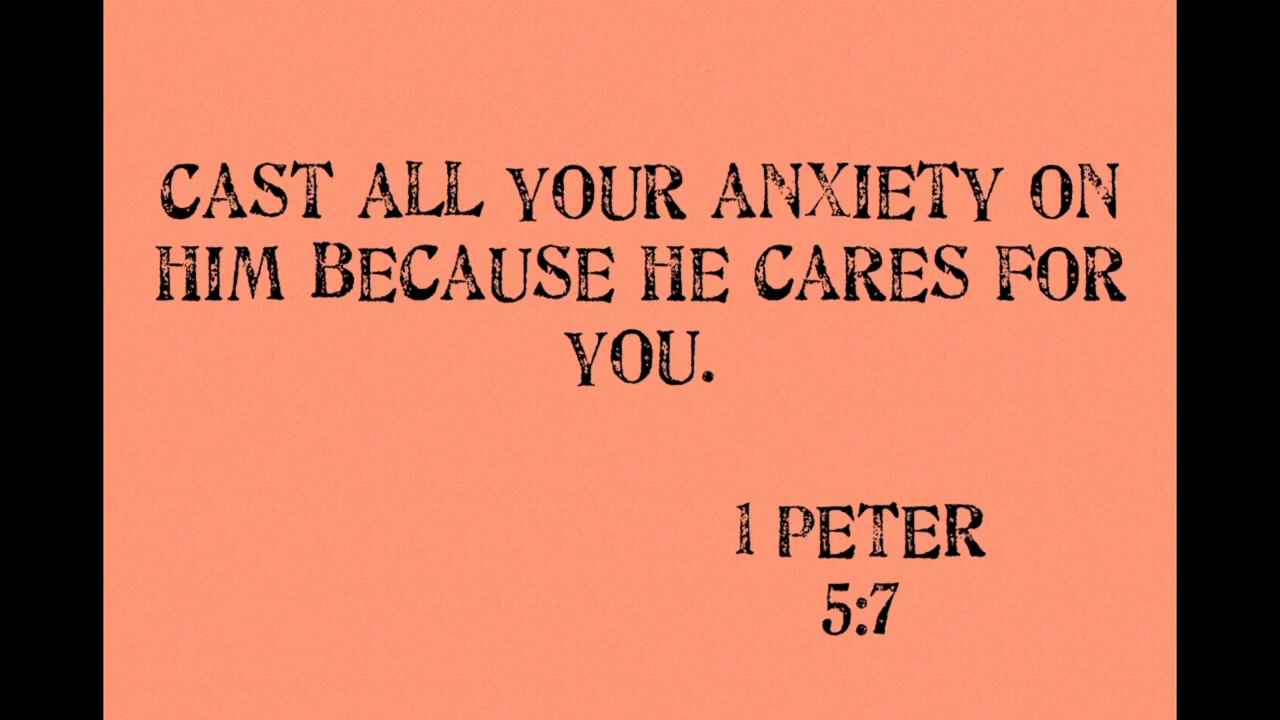 CAST ALL YOUR ANXIETY ON
HIM BECAUSE HE CARES FOR
YOU.
1 PETER
5:7